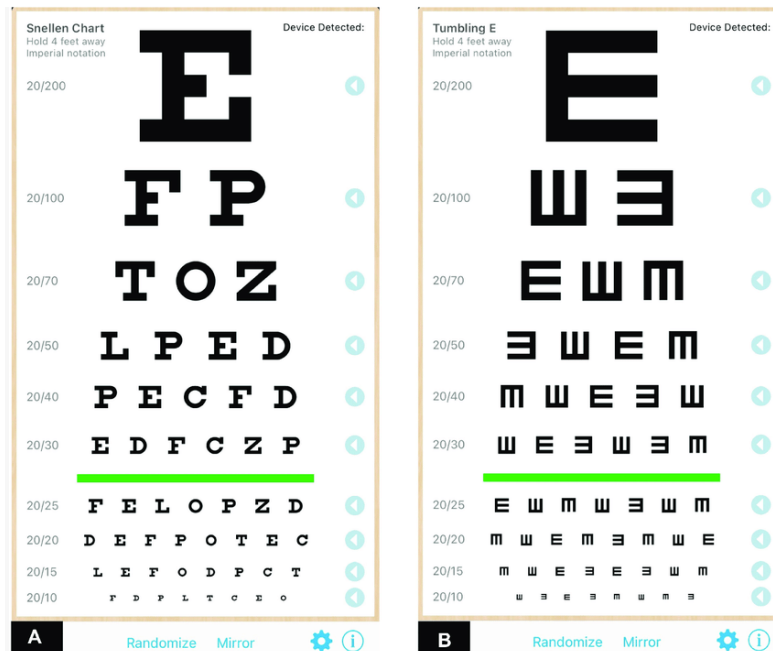 Snellen Chart
Hold 4 feet away
Imperial notation
Device Detected:
20/200 E
20/100 F P
20/70 T O Z
20/50 L P E D
20/40 P E C F D
20/30 E D F C Z P
20/25 F E L O P Z D
20/20 D E F P O T E C
20/15 L E F O D P C T
20/10 F D P L T C E O
A
Randomize Mirror
Tumbling E
Hold 4 feet away
Imperial notation
Device Detected:
20/200 E
20/100 Ш Ǝ
20/70 E Ш m
20/50 Ǝ Ш E m
20/40 m Ш E Ǝ Ш
20/30 Ш E Ǝ Ш Ǝ m
20/25 E Ш m Ш Ǝ Ш m
20/20 m Ш E m Ǝ m Ш E
20/15 m Ш E Ǝ E Ǝ Ш m
20/10
B
Randomize Mirror